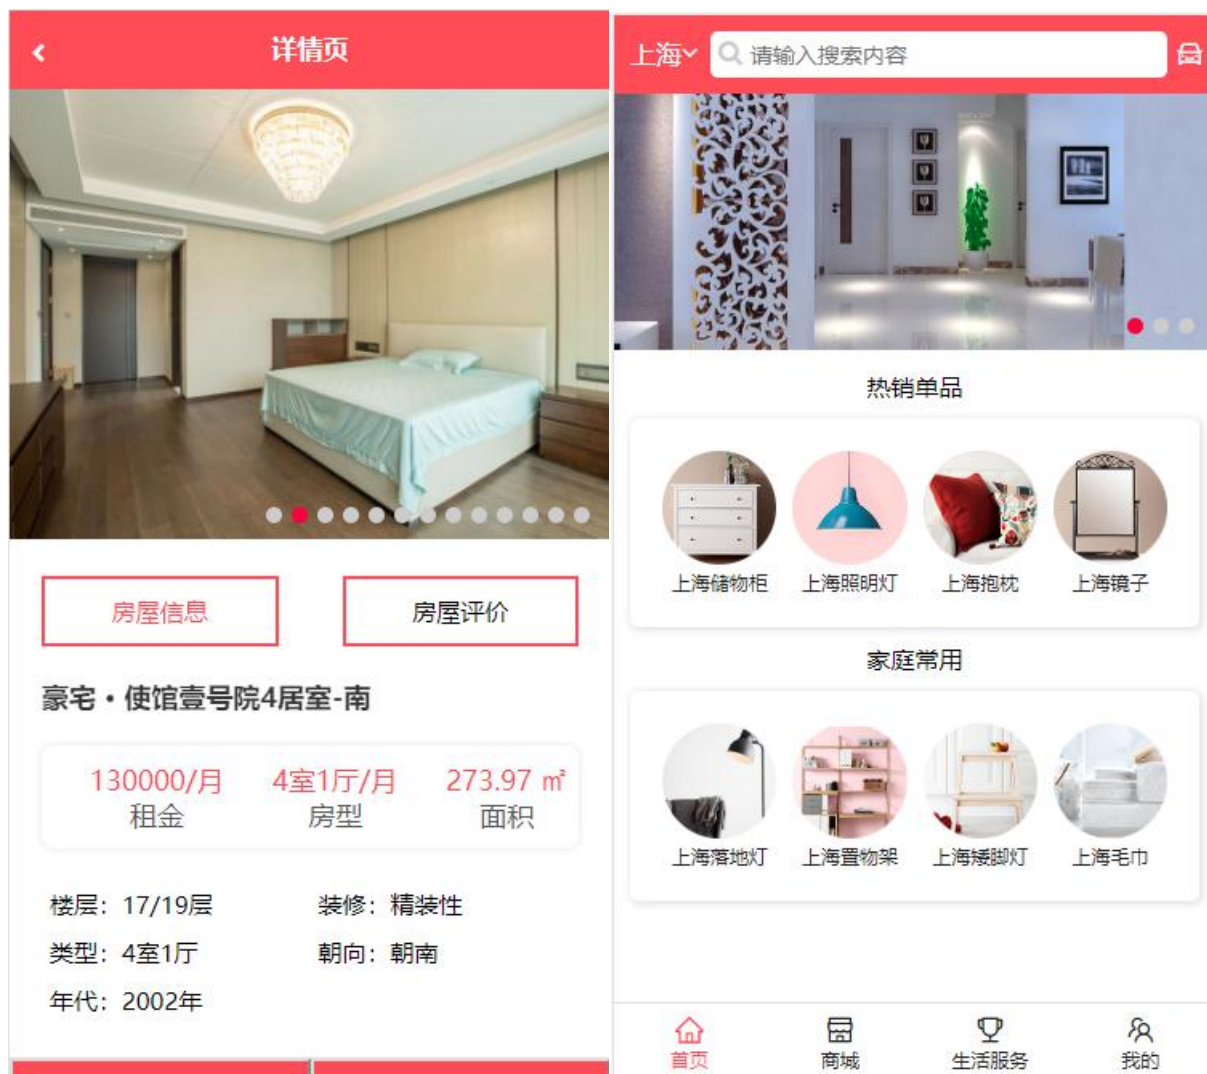 详情页
房屋信息
房屋评价
豪宅·使馆壹号院4居室-南
130000/月 4室1厅/月 273.97 ㎡
租金 房型 面积
楼层：17/19层 装修：精装性
类型：4室1厅 朝向：朝南
年代：2002年
上海 请输入搜索内容
热销单品
上海储物柜 上海照明灯 上海抱枕 上海镜子
家庭常用
上海落地灯 上海置物架 上海矮脚灯 上海毛巾
首页 商城 生活服务 我的